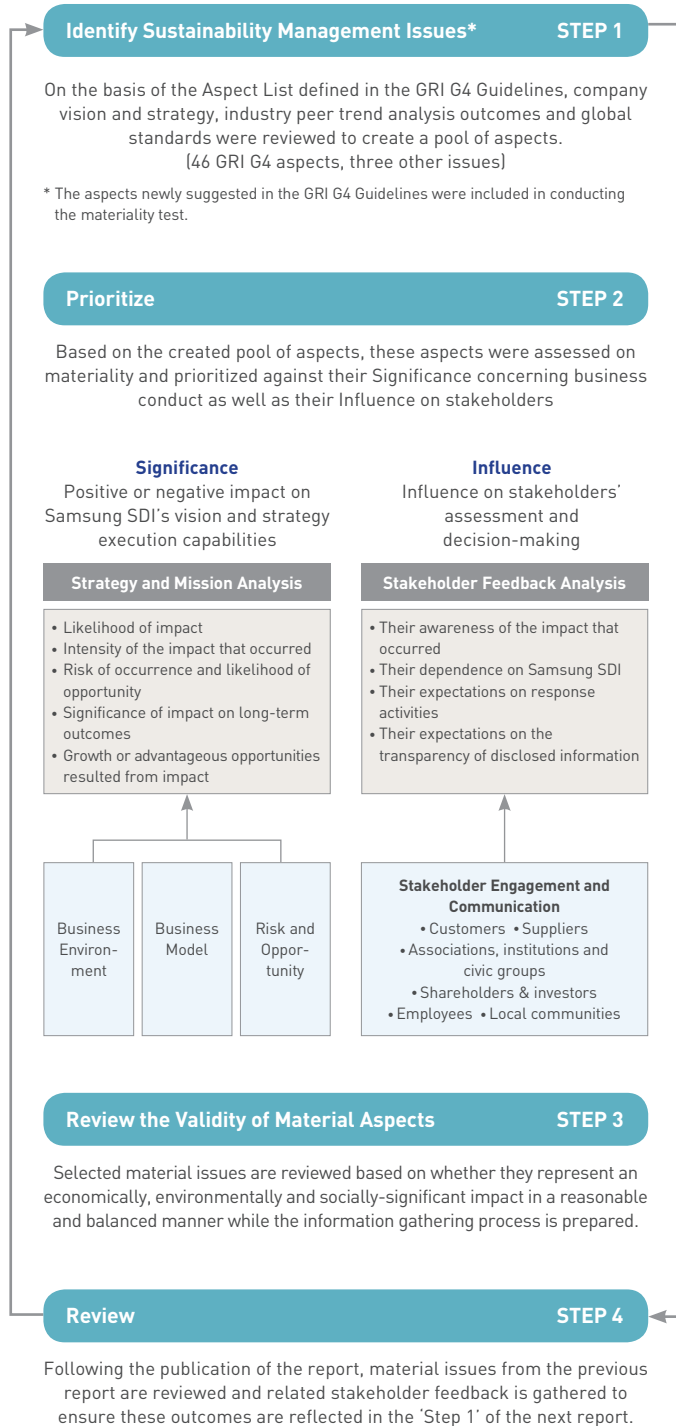 Identify Sustainability Management Issues* STEP 1
On the basis of the Aspect List defined in the GRI G4 Guidelines, company
vision and strategy, industry peer trend analysis outcomes and global
standards were reviewed to create a pool of aspects.
(46 GRI G4 aspects, three other issues)
* The aspects newly suggested in the GRI G4 Guidelines were included in conducting
the materiality test.
Prioritize STEP 2
Based on the created pool of aspects, these aspects were assessed on
materiality and prioritized against their Significance concerning business
conduct as well as their Influence on stakeholders
Significance
Positive or negative impact on
Samsung SDI's vision and strategy
execution capabilities
Strategy and Mission Analysis
• Likelihood of impact
• Intensity of the impact that occurred
• Risk of occurrence and likelihood of
opportunity
• Significance of impact on long-term
outcomes
• Growth or advantageous opportunities
resulted from impact
Business
Environ-
ment
Business
Model
Risk and
Oppor-
tunity
Influence
Influence on stakeholders'
assessment and
decision-making
Stakeholder Feedback Analysis
• Their awareness of the impact that
occurred
• Their dependence on Samsung SDI
• Their expectations on response
activities
• Their expectations on the
transparency of disclosed information
Stakeholder Engagement and
Communication
• Customers • Suppliers
• Associations, institutions and
civic groups
• Shareholders & investors
• Employees • Local communities
Review the Validity of Material Aspects STEP 3
Selected material issues are reviewed based on whether they represent an
economically, environmentally and socially-significant impact in a reasonable
and balanced manner while the information gathering process is prepared.
Review STEP 4
Following the publication of the report, material issues from the previous
report are reviewed and related stakeholder feedback is gathered to
ensure these outcomes are reflected in the 'Step 1' of the next report.